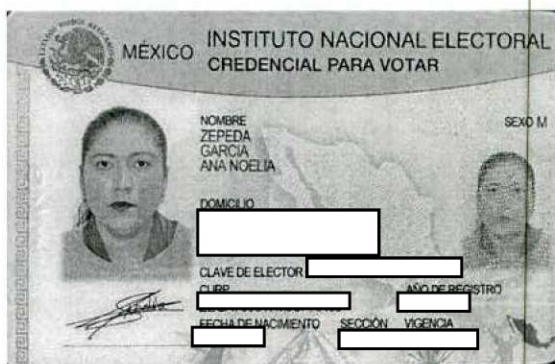 MÉXICO
INSTITUTO NACIONAL ELECTORAL
CREDENCIAL PARA VOTAR
NOMBRE
ZEPEDA
GARCIA
ANA NOELIA
SEXO M
DOMICILIO
CLAVE DE ELECTOR
CURP
AÑO DE REGISTRO
FECHA DE NACIMIENTO
SECCIÓN
VIGENCIA